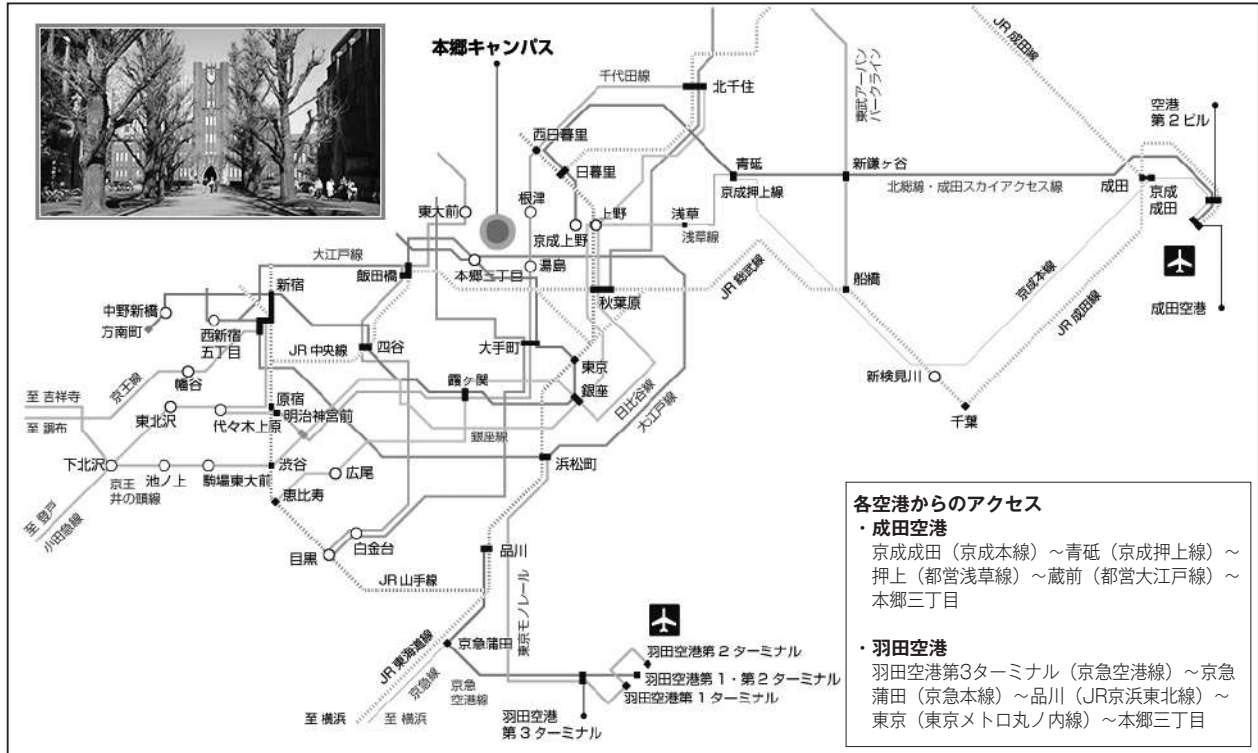 本郷キャンパス
千代田線
北千住
東武アーバン
パークライン
JR 成田線
空港
第2ビル
西日暮里
日暮里
青砥
新鎌ヶ谷
北総線・成田スカイアクセス線
成田
京成
成田
京成押上線
根津
東大前
上野
京成上野
浅草
浅草線
大江戸線
飯田橋
本郷三丁目
湯島
新宿
秋葉原
JR 総武線
船橋
京成本線
JR 成田線
成田空港
中野新橋
方南町
西新宿
五丁目
JR 中央線
四谷
大手町
東京
銀座
霞ヶ関
日比谷線
大江戸線
新検見川
千葉
幡谷
京王線
至 吉祥寺
至 調布
東北沢
代々木上原
原宿
明治神宮前
銀座線
浜松町
下北沢
池ノ上
駒場東大前
渋谷
広尾
京王
井の頭線
恵比寿
至 登戸
小田急線
目黒
白金台
品川
JR 山手線
東京モノレール
JR 東海道線
京急線
京急蒲田
京急
空港線
至 横浜
至 横浜
羽田空港第2ターミナル
羽田空港第1・第2ターミナル
羽田空港第1ターミナル
羽田空港
第3ターミナル
各空港からのアクセス
・成田空港
京成成田（京成本線）～青砥（京成押上線）～
押上（都営浅草線）～蔵前（都営大江戸線）～
本郷三丁目
・羽田空港
羽田空港第3ターミナル（京急空港線）～京急
蒲田（京急本線）～品川（JR京浜東北線）～
東京（東京メトロ丸ノ内線）～本郷三丁目